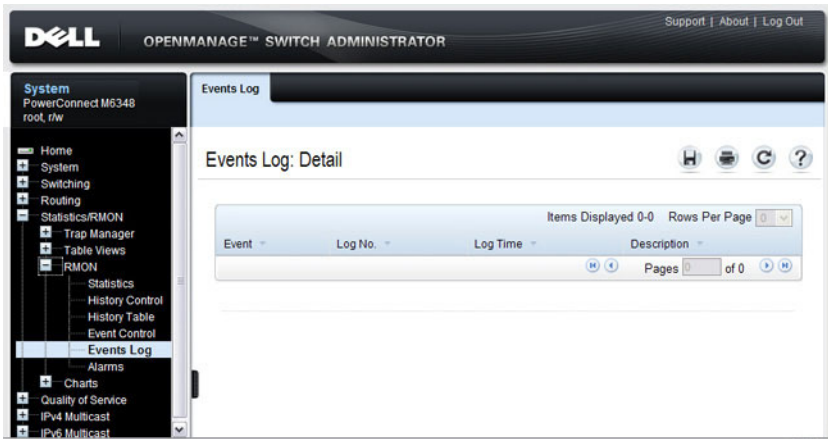 Support | About | Log Out
DELL OPENMANAGE™ SWITCH ADMINISTRATOR
System
PowerConnect M6348
root, r/w
Home
System
Switching
Routing
Statistics/RMON
Trap Manager
Table Views
RMON
Statistics
History Control
History Table
Event Control
Events Log
Alarms
Charts
Quality of Service
IPv4 Multicast
IPv6 Multicast
Events Log
Events Log: Detail
Items Displayed 0-0 Rows Per Page 0
Event Log No. Log Time Description
Pages 0 of 0